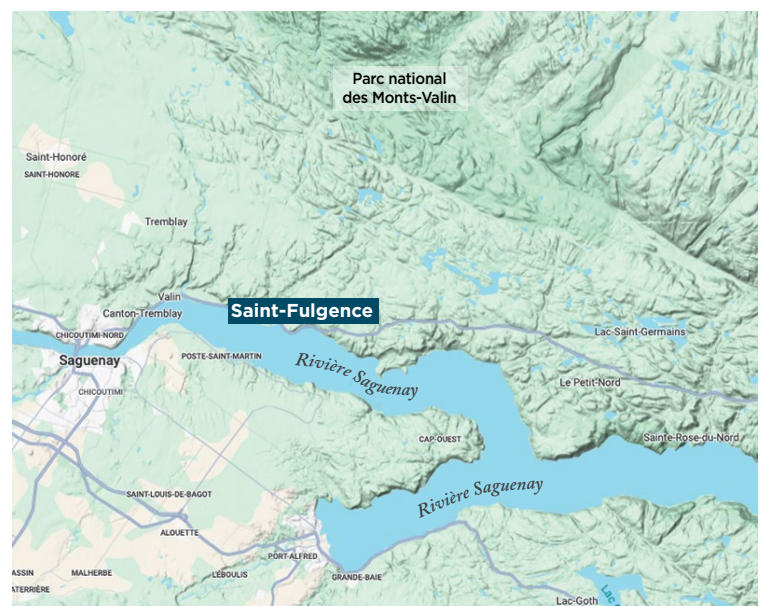 Parc national
des Monts-Valin
Saint-Honoré
SAINT-HONORE
Tremblay
Valin
Canton-Tremblay
Saint-Fulgence
CHICOUTIMI-NORD
Lac-Saint-Germains
Saguenay
POSTE-SAINT-MARTIN
Rivière Saguenay
Le Petit-Nord
CHICOUTIMI
CAP-OUEST
Sainte-Rose-du-Nord
Rivière Saguenay
SAINT-LOUIS-DE-BAGOT
ALOUETTE
PORT-ALFRED
ASSIN
MALHERBE
LÉBOULIS
GRANDE-BAIE
ATERRIÈRE
Lac-Goth
Lac